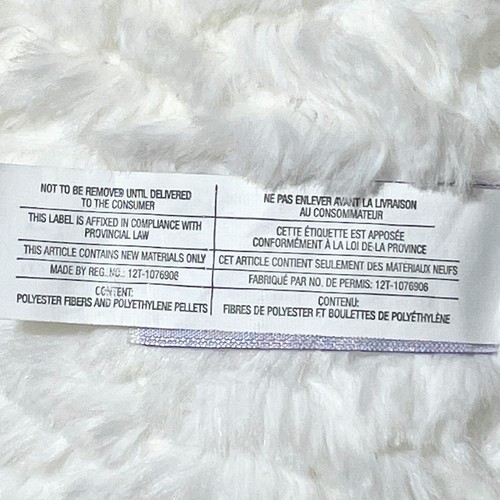 NOT TO BE REMOVED UNTIL DELIVERED
TO THE CONSUMER
THIS LABEL IS AFFIXED IN COMPLIANCE WITH
PROVINCIAL LAW
THIS ARTICLE CONTAINS NEW MATERIALS ONLY
MADE BY REG. NO.: 12T-1076906
CONTENT:
POLYESTER FIBERS AND POLYETHYLENE PELLETS
NE PAS ENLEVER AVANT LA LIVRAISON
AU CONSOMMATEUR
CETTE ÉTIQUETTE EST APPOSÉE
CONFORMÉMENT À LA LOI DE LA PROVINCE
CET ARTICLE CONTIENT SEULEMENT DES MATERIAUX NEUFS
FABRIQUÉ PAR NO. DE PERMIS: 12T-1076906
CONTENU:
FIBRES DE POLYESTER ET BOULETTES DE POLYÉTHYLÈNE